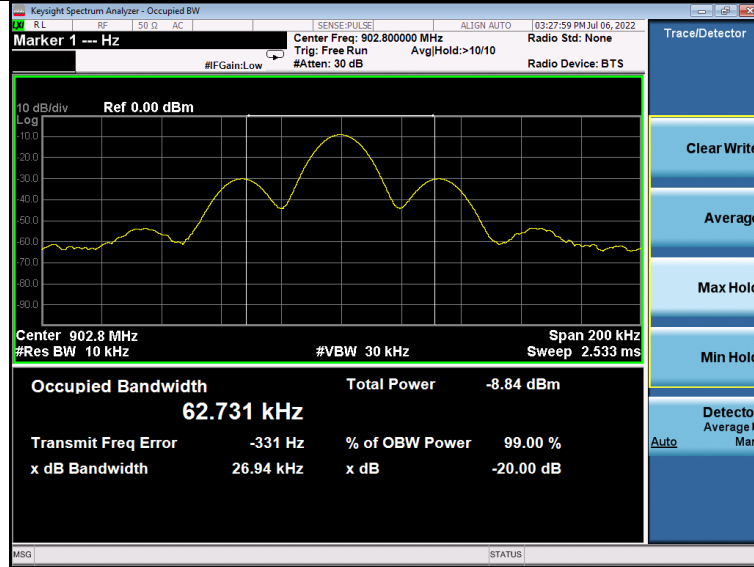 Keysight Spectrum Analyzer - Occupied BW
LXI RL RF 50 Ω AC SENSE:PULSE ALIGN AUTO 03:27:59 PM Jul 06, 2022
Marker 1 --- Hz
Center Freq: 902.800000 MHz
Radio Std: None
Trig: Free Run Avg|Hold:>10/10
#IFGain:Low #Atten: 30 dB Radio Device: BTS
10 dB/div Ref 0.00 dBm
Log
-10.0
-20.0
-30.0
-40.0
-50.0
-60.0
-70.0
-80.0
-90.0
Center 902.8 MHz Span 200 kHz
#Res BW 10 kHz #VBW 30 kHz Sweep 2.533 ms
Occupied Bandwidth Total Power -8.84 dBm
62.731 kHz
Transmit Freq Error -331 Hz % of OBW Power 99.00 %
x dB Bandwidth 26.94 kHz x dB -20.00 dB
MSG STATUS
Trace/Detector
Clear Write
Average
Max Hold
Min Hold
Detecto
Average
Auto Man